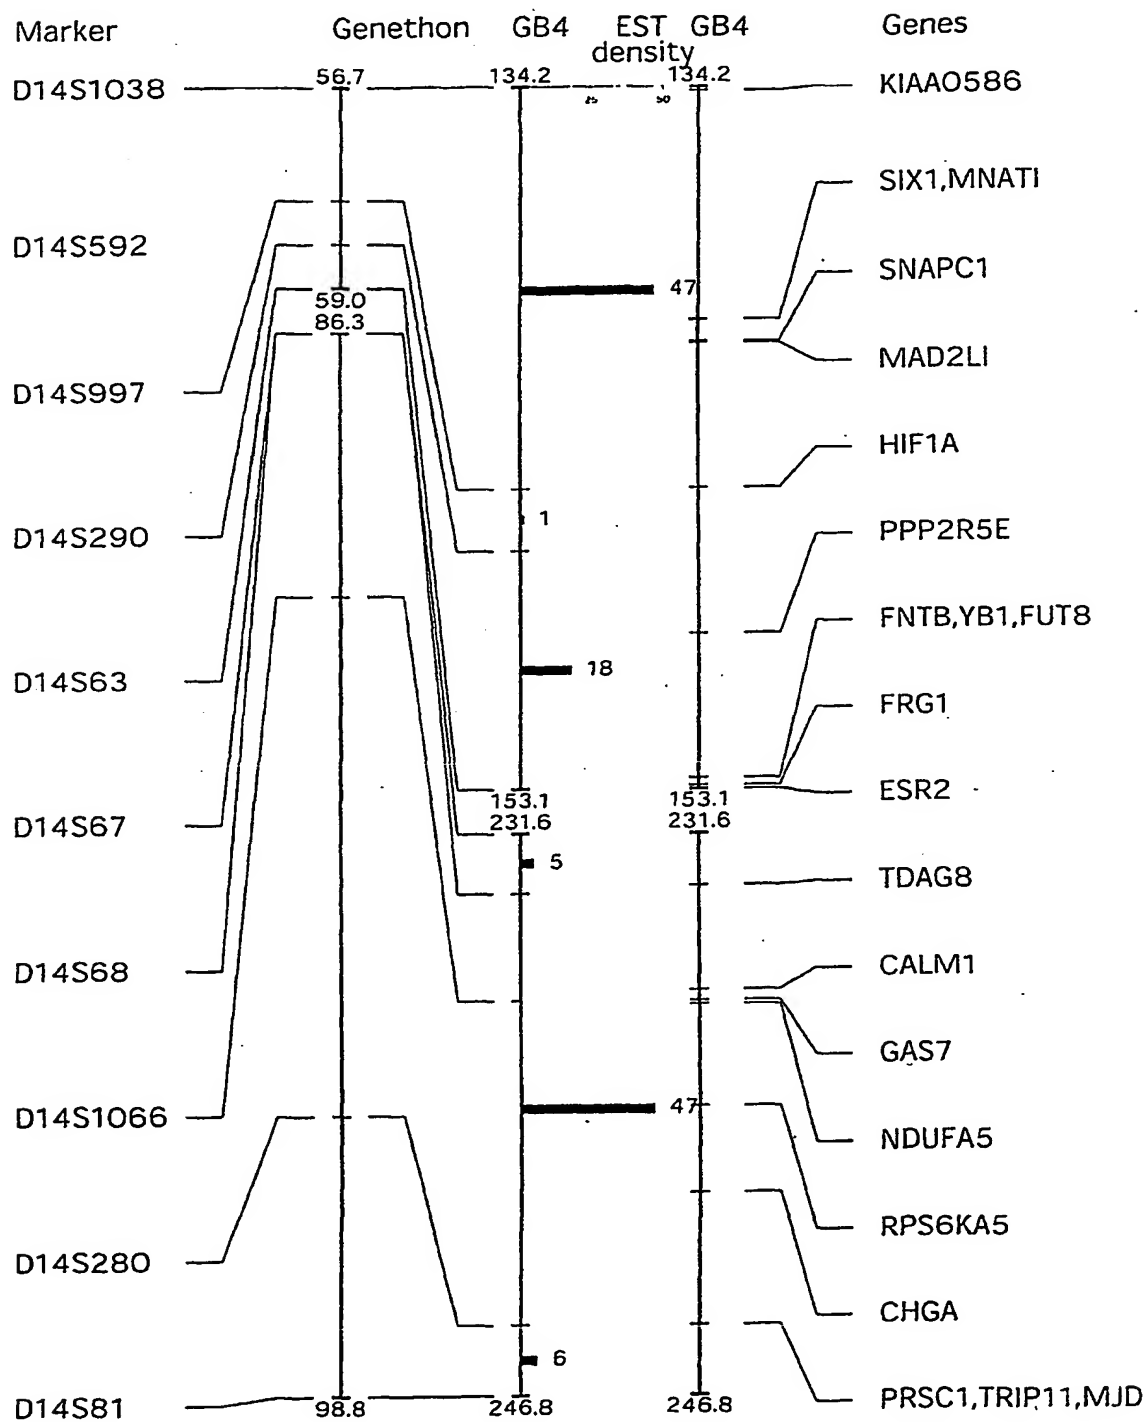 Marker Genethon GB4 EST density GB4 Genes
56.7 134.2 25 50 134.2
D14S1038 KIAAO586
SIX1,MNATI
D14S592
SNAPC1
47
59.0
86.3
MAD2LI
D14S997
HIF1A
1
D14S290 PPP2R5E
FNTB,YB1,FUT8
18
D14S63
FRG1
153.1 153.1
ESR2
231.6 231.6
D14S67
5
TDAG8
D14S68 CALM1
GAS7
47
D14S1066
NDUFA5
RPS6KA5
D14S280
CHGA
6
D14S81 98.8 246.8 246.8 PRSC1,TRIP11,MJD